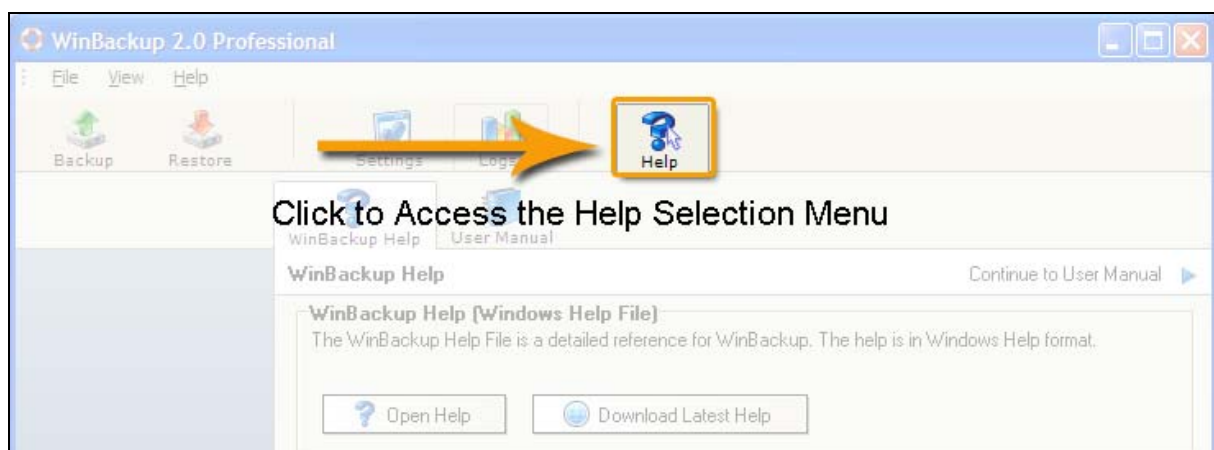 WinBackup 2.0 Professional
File View Help
Backup Restore Settings Logs Help
Click to Access the Help Selection Menu
WinBackup Help User Manual
WinBackup Help Continue to User Manual
WinBackup Help (Windows Help File)
The WinBackup Help File is a detailed reference for WinBackup. The help is in Windows Help format.
Open Help Download Latest Help